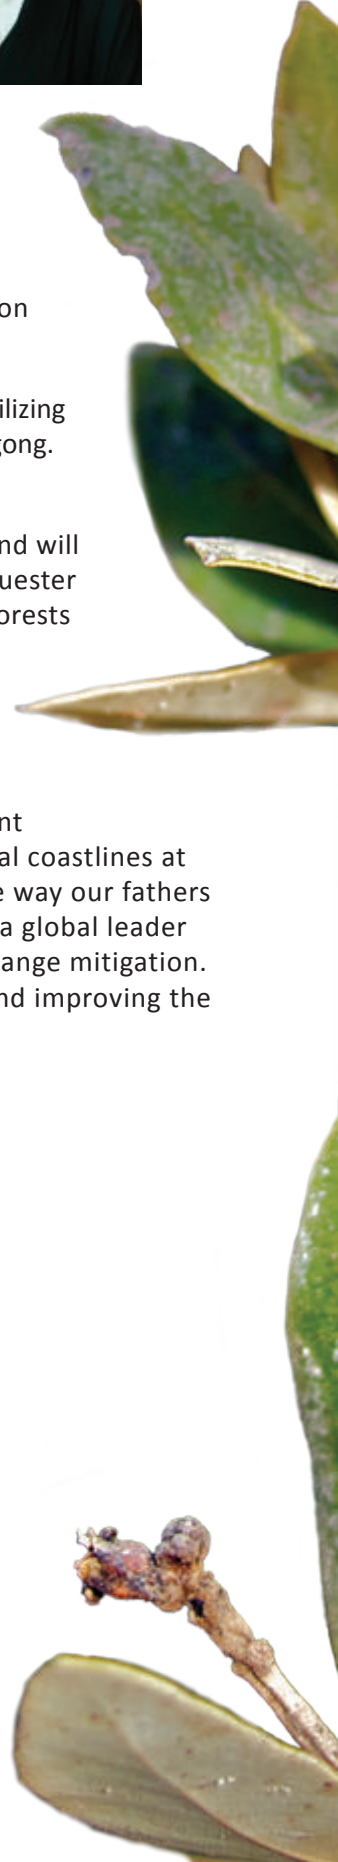 on
ilizing
gong.
nd will
uester
orests
nt
al coastlines at
e way our fathers
a global leader
ange mitigation.
nd improving the